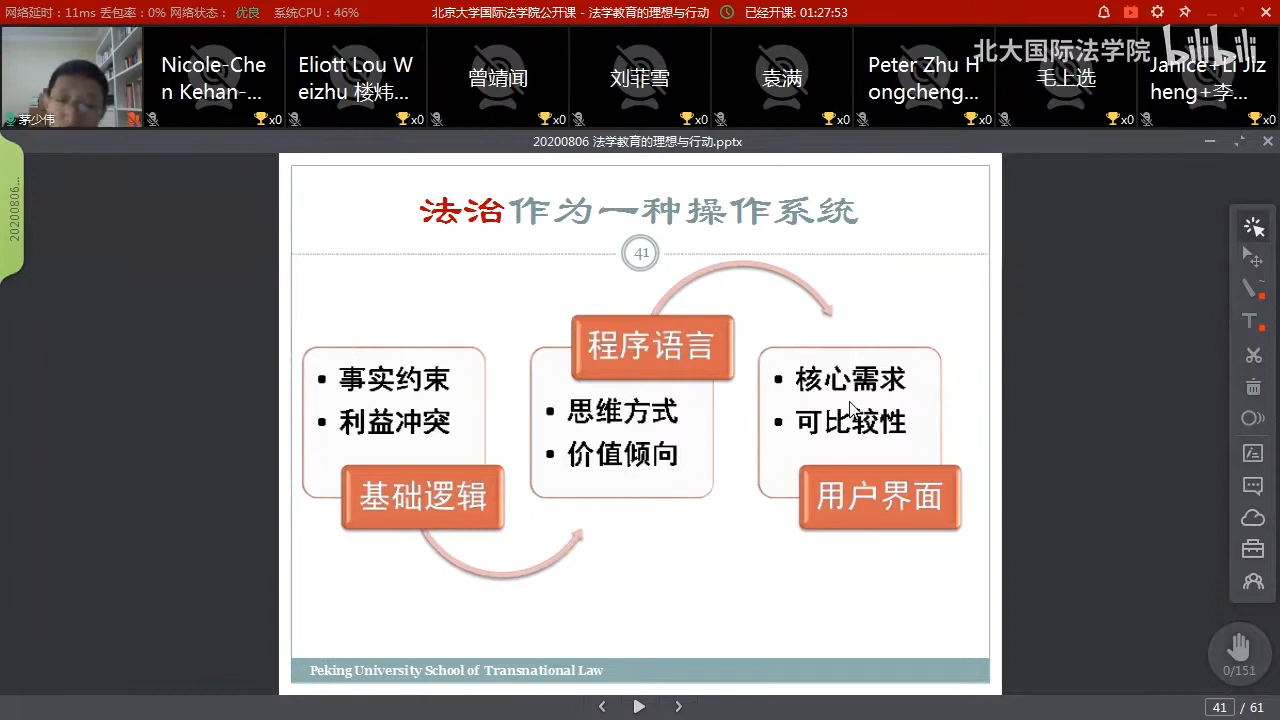 网络延时：11ms 丢包率：0% 网络状态： 优良 系统CPU：46%
北京大学国际法学院公开课 - 法学教育的理想与行动
已经开课: 01:27:53
北大国际法学院 bilibili
茅少伟
Nicole-Che
n Kehan-...
x0
Eliott Lou W
eizhu 楼炜...
x0
曾靖闻
x0
刘菲雪
x0
袁满
x0
Peter Zhu H
ongcheng...
x0
毛上选
x0
Janice+Li Jiz
heng+李...
x0
20200806 法学教育的理想与行动.pptx
20200806...
法治作为一种操作系统
41
事实约束
利益冲突
基础逻辑
程序语言
思维方式
价值倾向
核心需求
可比较性
用户界面
Peking University School of Transnational Law
0/151
41 / 61